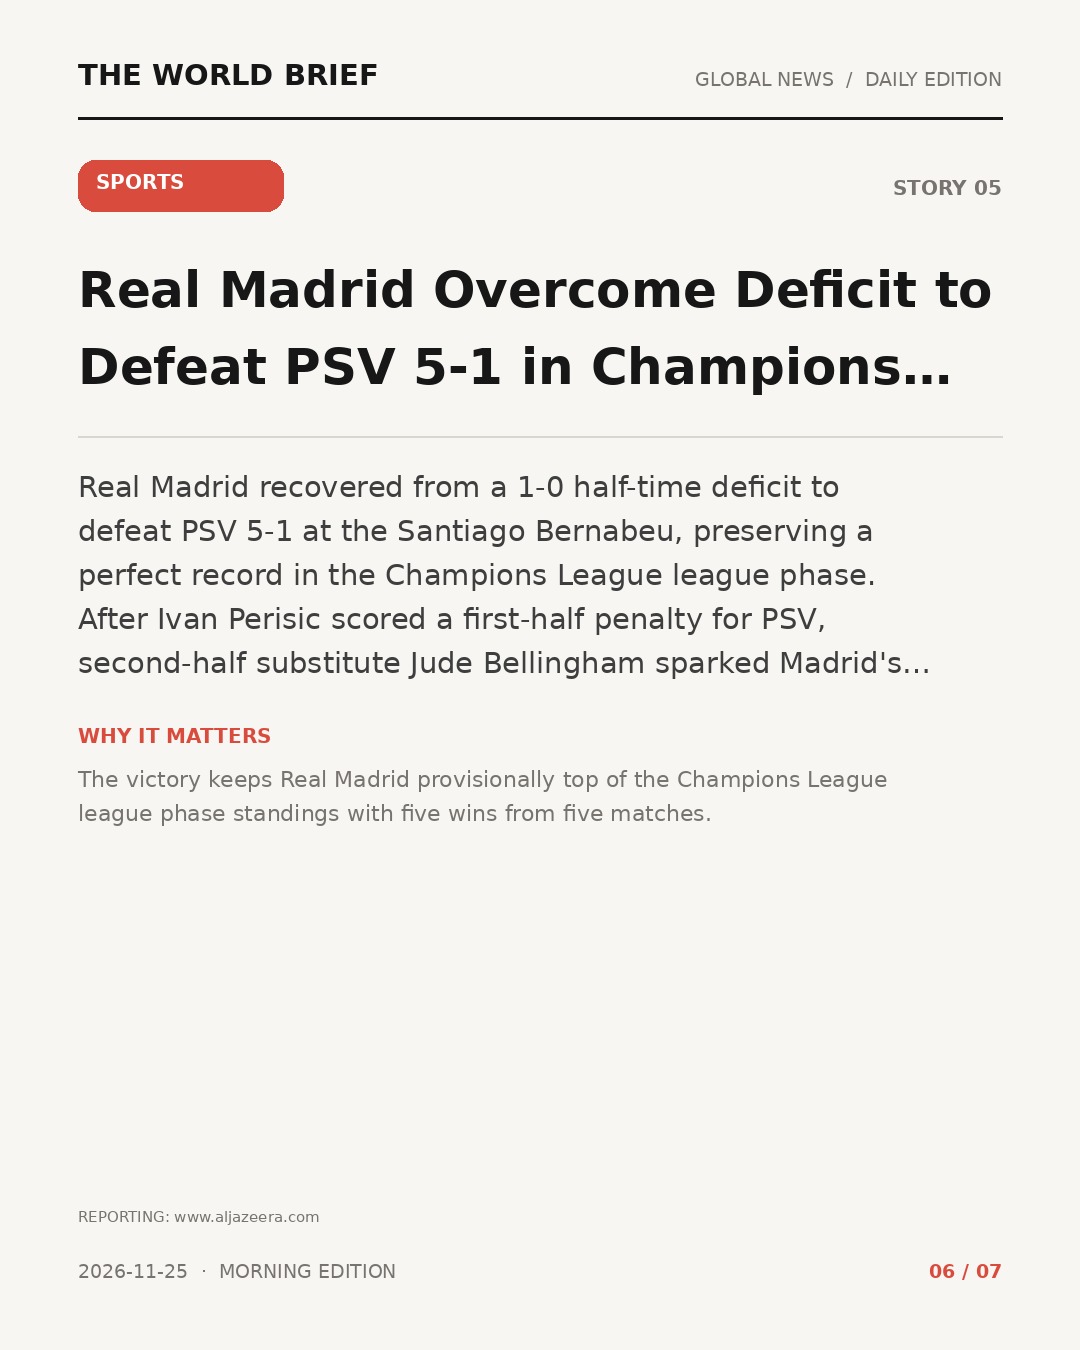 THE WORLD BRIEF
GLOBAL NEWS / DAILY EDITION
SPORTS
STORY 05
Real Madrid Overcome Deficit to
Defeat PSV 5-1 in Champions…
Real Madrid recovered from a 1-0 half-time deficit to
defeat PSV 5-1 at the Santiago Bernabeu, preserving a
perfect record in the Champions League league phase.
After Ivan Perisic scored a first-half penalty for PSV,
second-half substitute Jude Bellingham sparked Madrid's…
WHY IT MATTERS
The victory keeps Real Madrid provisionally top of the Champions League
league phase standings with five wins from five matches.
REPORTING: www.aljazeera.com
2026-11-25 · MORNING EDITION
06 / 07